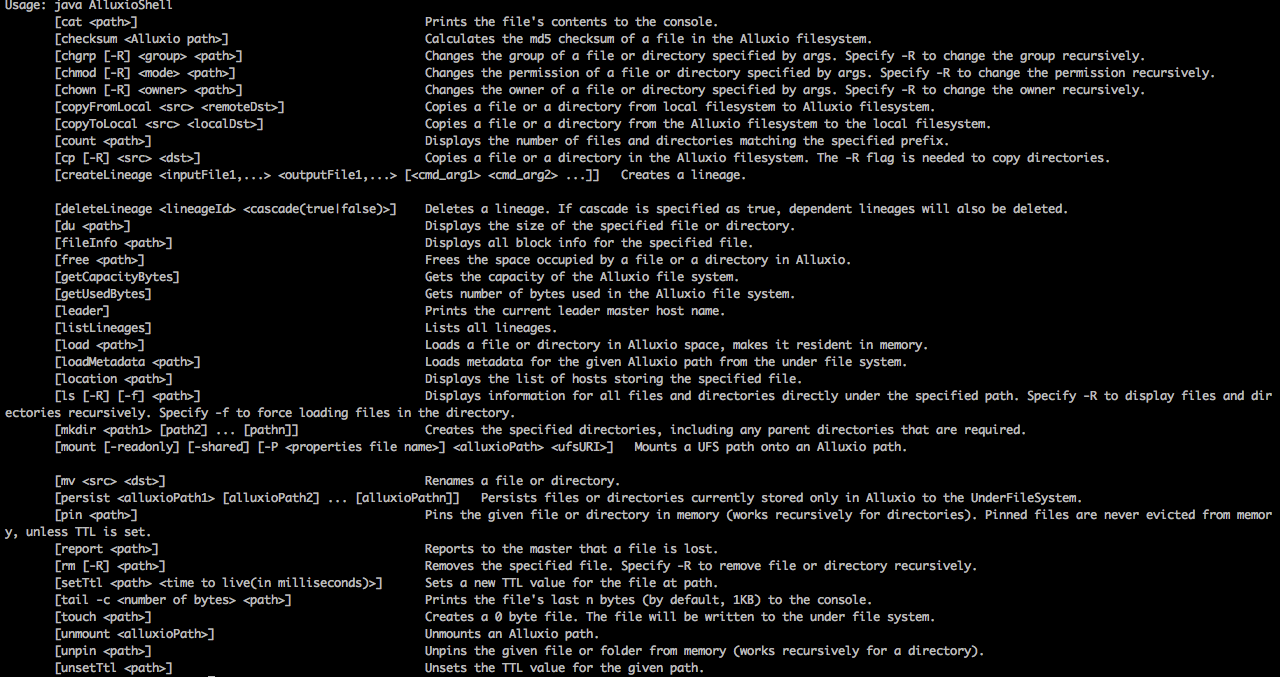 Usage: java AlluxioShell
[cat <path>] Prints the file's contents to the console.
[checksum <Alluxio path>] Calculates the md5 checksum of a file in the Alluxio filesystem.
[chgrp [-R] <group> <path>] Changes the group of a file or directory specified by args. Specify -R to change the group recursively.
[chmod [-R] <mode> <path>] Changes the permission of a file or directory specified by args. Specify -R to change the permission recursively.
[chown [-R] <owner> <path>] Changes the owner of a file or directory specified by args. Specify -R to change the owner recursively.
[copyFromLocal <src> <remoteDst>] Copies a file or a directory from local filesystem to Alluxio filesystem.
[copyToLocal <src> <localDst>] Copies a file or a directory from the Alluxio filesystem to the local filesystem.
[count <path>] Displays the number of files and directories matching the specified prefix.
[cp [-R] <src> <dst>] Copies a file or a directory in the Alluxio filesystem. The -R flag is needed to copy directories.
[createLineage <inputFile1,...> <outputFile1,...> [<cmd_arg1> <cmd_arg2> ...]] Creates a lineage.
[deleteLineage <lineageId> <cascade(true|false)>] Deletes a lineage. If cascade is specified as true, dependent lineages will also be deleted.
[du <path>] Displays the size of the specified file or directory.
[fileInfo <path>] Displays all block info for the specified file.
[free <path>] Frees the space occupied by a file or a directory in Alluxio.
[getCapacityBytes] Gets the capacity of the Alluxio file system.
[getUsedBytes] Gets number of bytes used in the Alluxio file system.
[leader] Prints the current leader master host name.
[listLineages] Lists all lineages.
[load <path>] Loads a file or directory in Alluxio space, makes it resident in memory.
[loadMetadata <path>] Loads metadata for the given Alluxio path from the under file system.
[location <path>] Displays the list of hosts storing the specified file.
[ls [-R] [-f] <path>] Displays information for all files and directories directly under the specified path. Specify -R to display files and dir
ectories recursively. Specify -f to force loading files in the directory.
[mkdir <path1> [path2] ... [pathn]] Creates the specified directories, including any parent directories that are required.
[mount [-readonly] [-shared] [-P <properties file name>] <alluxioPath> <ufsURI>] Mounts a UFS path onto an Alluxio path.
[mv <src> <dst>] Renames a file or directory.
[persist <alluxioPath1> [alluxioPath2] ... [alluxioPathn]] Persists files or directories currently stored only in Alluxio to the UnderFileSystem.
[pin <path>] Pins the given file or directory in memory (works recursively for directories). Pinned files are never evicted from memor
y, unless TTL is set.
[report <path>] Reports to the master that a file is lost.
[rm [-R] <path>] Removes the specified file. Specify -R to remove file or directory recursively.
[setTtl <path> <time to live(in milliseconds)>] Sets a new TTL value for the file at path.
[tail -c <number of bytes> <path>] Prints the file's last n bytes (by default, 1KB) to the console.
[touch <path>] Creates a 0 byte file. The file will be written to the under file system.
[unmount <alluxioPath>] Unmounts an Alluxio path.
[unpin <path>] Unpins the given file or folder from memory (works recursively for a directory).
[unsetTtl <path>] Unsets the TTL value for the given path.